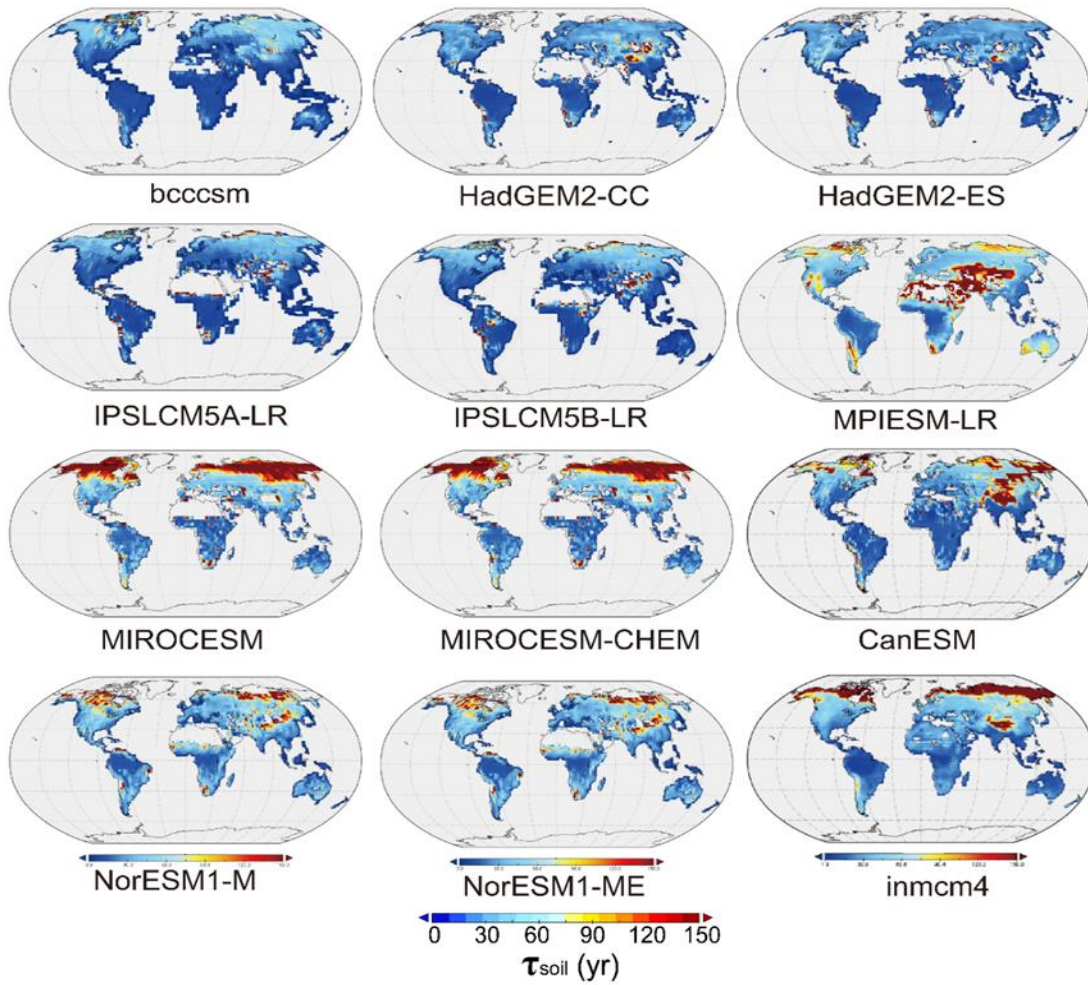 bcccsm
HadGEM2-CC
HadGEM2-ES
IPSLCM5A-LR
IPSLCM5B-LR
MPIESM-LR
MIROCESM
MIROCESM-CHEM
CanESM
NorESM1-M
NorESM1-ME
inmcm4
0 30 60 90 120 150
τsoil (yr)